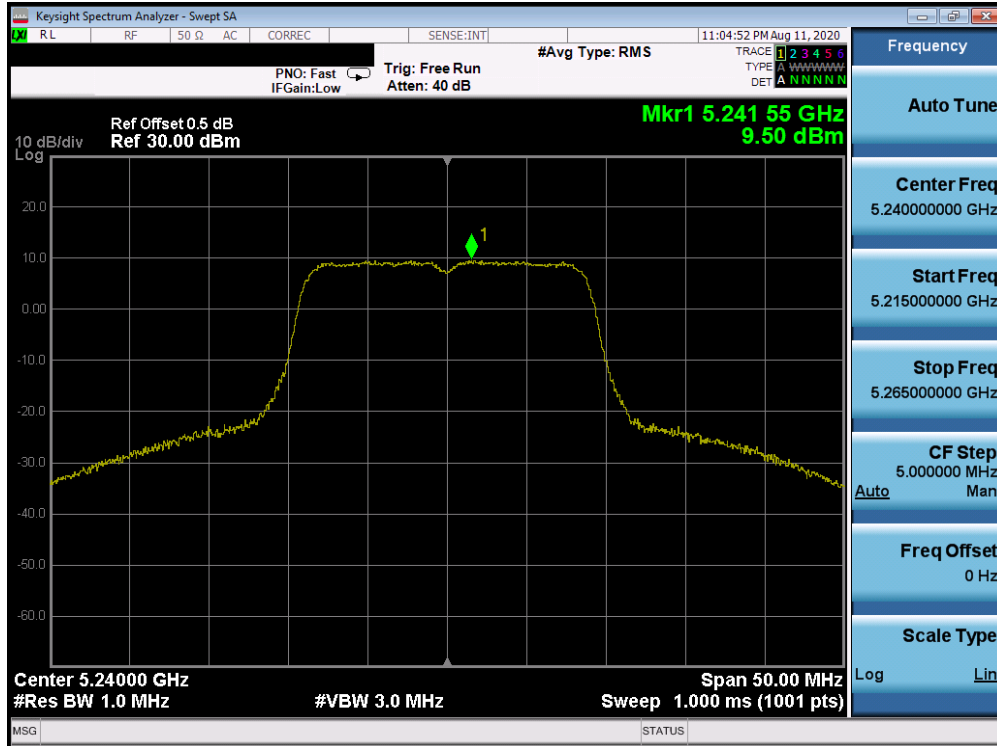 Keysight Spectrum Analyzer - Swept SA
LXI RL RF 50 Ω AC CORREC SENSE:INT 11:04:52 PM Aug 11, 2020
#Avg Type: RMS
TRACE 1 2 3 4 5 6
PNO: Fast Trig: Free Run
TYPE A WWWWW
IFGain:Low Atten: 40 dB
DET A N N N N N
Mkr1 5.241 55 GHz
9.50 dBm
Ref Offset 0.5 dB
10 dB/div Ref 30.00 dBm
Log
1
20.0
10.0
0.00
-10.0
-20.0
-30.0
-40.0
-50.0
-60.0
Center 5.24000 GHz Span 50.00 MHz
#Res BW 1.0 MHz #VBW 3.0 MHz Sweep 1.000 ms (1001 pts)
MSG STATUS
Frequency
Auto Tune
Center Freq
5.240000000 GHz
Start Freq
5.215000000 GHz
Stop Freq
5.265000000 GHz
CF Step
5.000000 MHz
Auto Man
Freq Offset
0 Hz
Scale Type
Log Lin